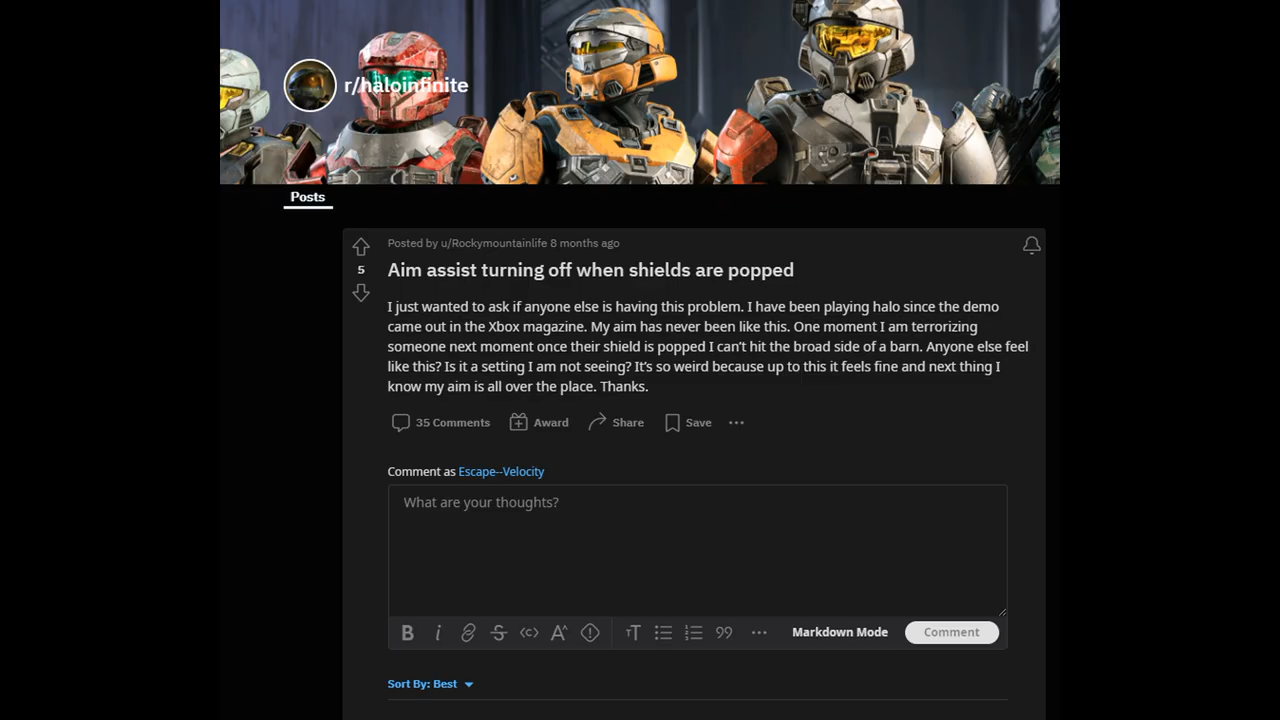 r/haloinfinite
Posts
Posted by u/Rockymountainlife 8 months ago
5
Aim assist turning off when shields are popped
I just wanted to ask if anyone else is having this problem. I have been playing halo since the demo
came out in the Xbox magazine. My aim has never been like this. One moment I am terrorizing
someone next moment once their shield is popped I can’t hit the broad side of a barn. Anyone else feel
like this? Is it a setting I am not seeing? It’s so weird because up to this it feels fine and next thing I
know my aim is all over the place. Thanks.
35 Comments Award Share Save
Comment as Escape--Velocity
What are your thoughts?
Markdown Mode Comment
Sort By: Best